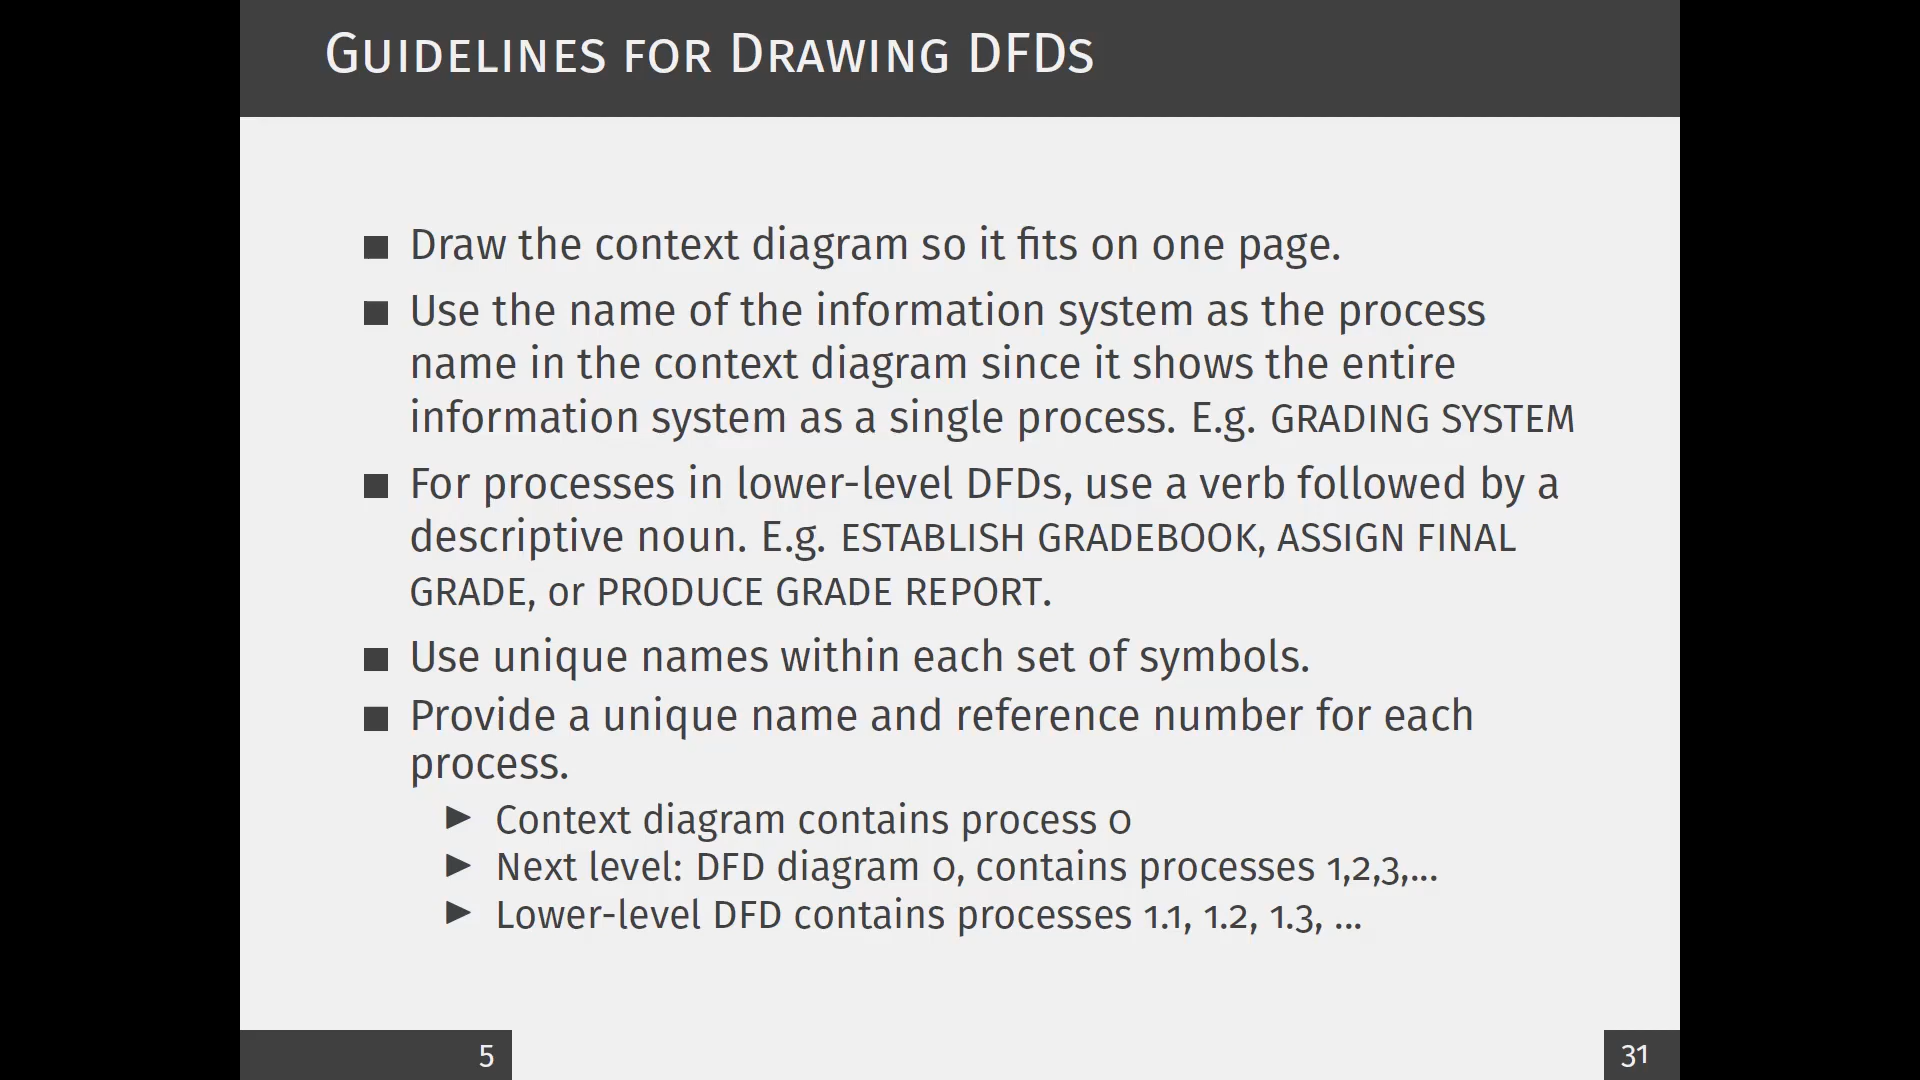 Guidelines for Drawing DFDs
Draw the context diagram so it fits on one page.
Use the name of the information system as the process
name in the context diagram since it shows the entire
information system as a single process. E.g. GRADING SYSTEM
For processes in lower-level DFDs, use a verb followed by a
descriptive noun. E.g. ESTABLISH GRADEBOOK, ASSIGN FINAL
GRADE, or PRODUCE GRADE REPORT.
Use unique names within each set of symbols.
Provide a unique name and reference number for each
process.
Context diagram contains process 0
Next level: DFD diagram 0, contains processes 1,2,3,...
Lower-level DFD contains processes 1.1, 1.2, 1.3, ...
5
31